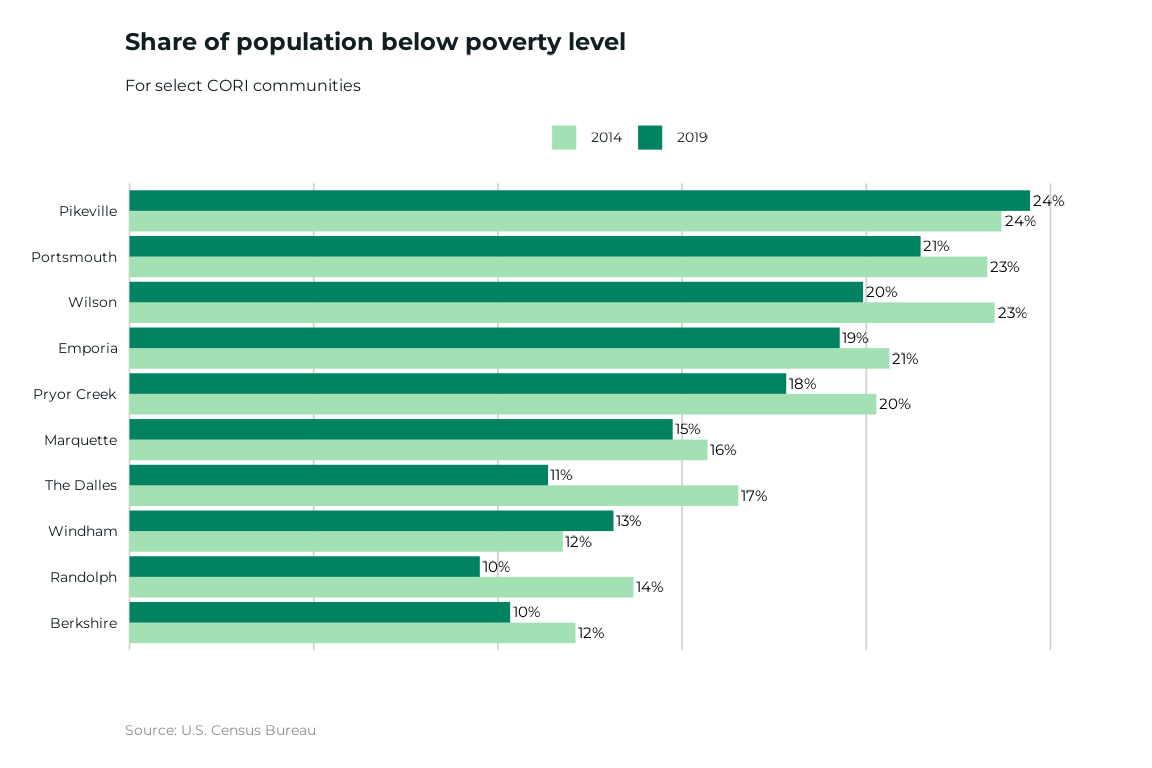 Share of population below poverty level
For select CORI communities
2014 2019
Pikeville 24%
24%
Portsmouth 21%
23%
Wilson 20%
23%
Emporia 19%
21%
Pryor Creek 18%
20%
Marquette 15%
16%
The Dalles 11%
17%
Windham 13%
12%
Randolph 10%
14%
Berkshire 10%
12%
Source: U.S. Census Bureau